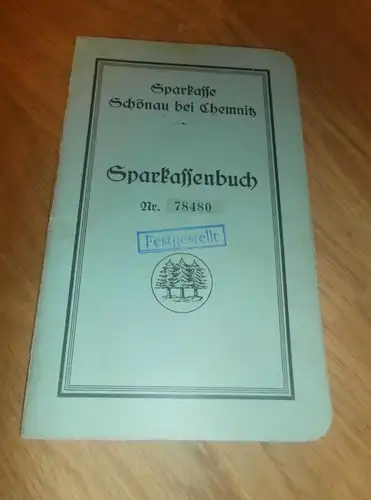 Sparkasse
Schönau bei Chemnitz
Sparkassenbuch
Nr. 78480
Festgestellt